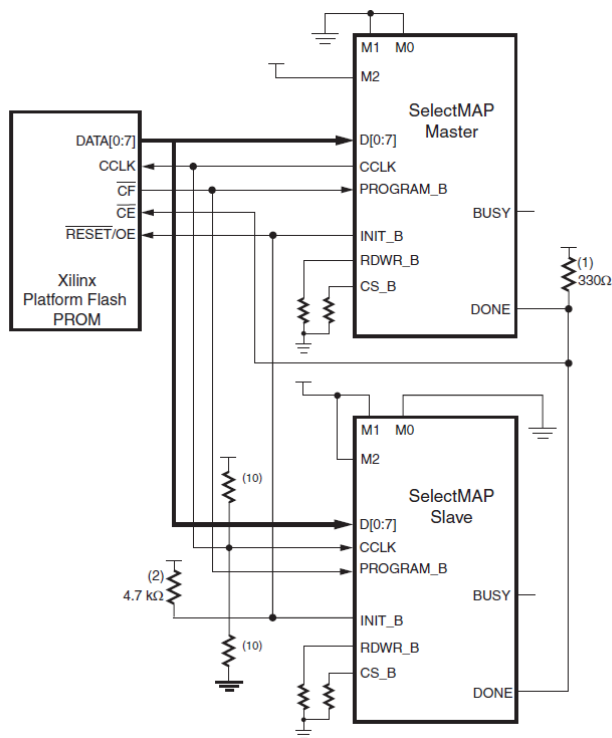 M1 M0
M2
SelectMAP
Master
DATA[0:7]
D[0:7]
CCLK
CCLK
CF
PROGRAM_B
CE
BUSY
RESET/OE
INIT_B
Xilinx
Platform Flash
PROM
RDWR_B
(1)
330Ω
CS_B
DONE
M1 M0
M2
SelectMAP
Slave
(10)
D[0:7]
CCLK
PROGRAM_B
(2)
4.7 kΩ
BUSY
INIT_B
(10)
RDWR_B
CS_B
DONE